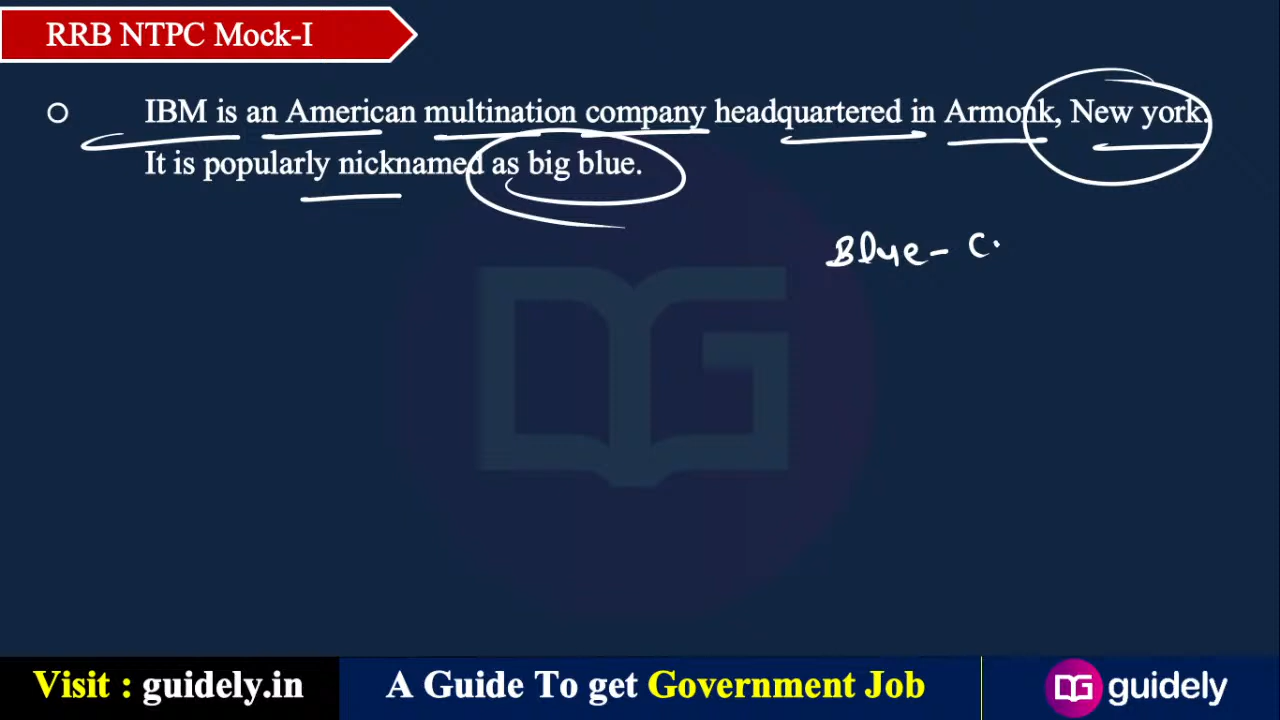 RRB NTPC Mock-I
IBM is an American multination company headquartered in Armonk, New york.
It is popularly nicknamed as big blue.
Blue - C.
Visit : guidely.in
A Guide To get Government Job
guidely